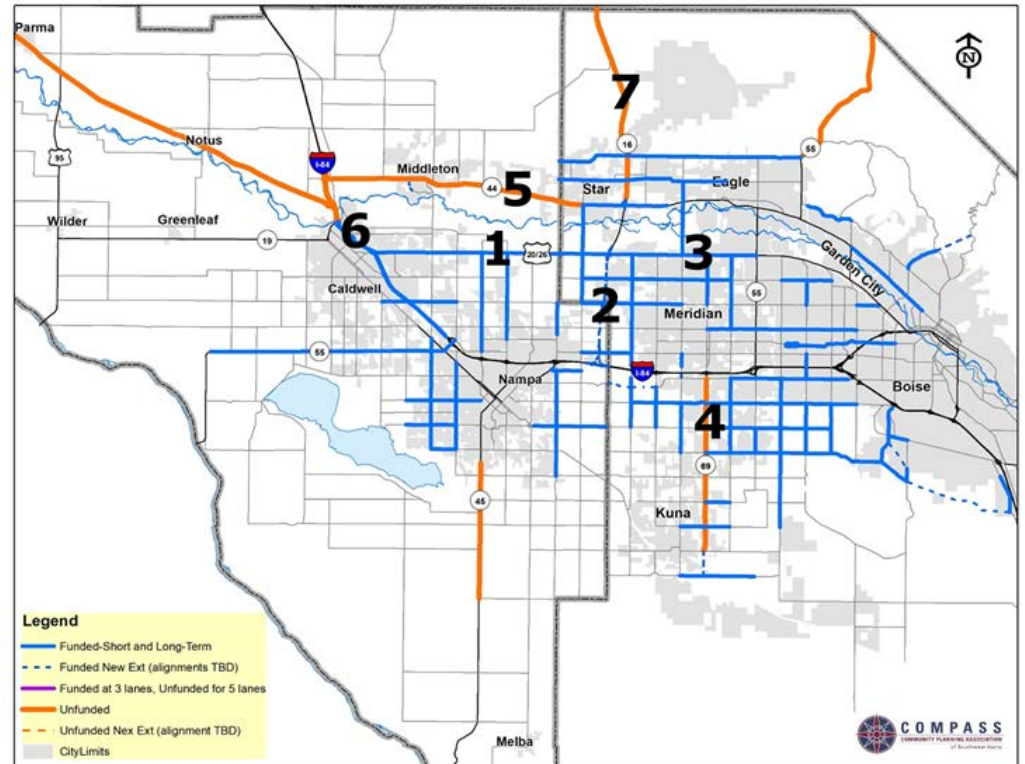 Parma
N
7
I-84
95
Notus
Middleton
16
55
44
5
Star
Eagle
Wilder
Greenleaf
19
6
1
20/26
3
Garden City
Caldwell
2
55
Meridian
55
Nampa
I-84
Boise
4
69
45
Kuna
Legend
Funded-Short and Long-Term
Funded New Ext (alignments TBD)
Funded at 3 lanes, Unfunded for 5 lanes
Unfunded
Unfunded Nex Ext (alignment TBD)
CityLimits
Melba
COMPASS
COMMUNITY PLANNING ASSOCIATION
of Southwest Idaho